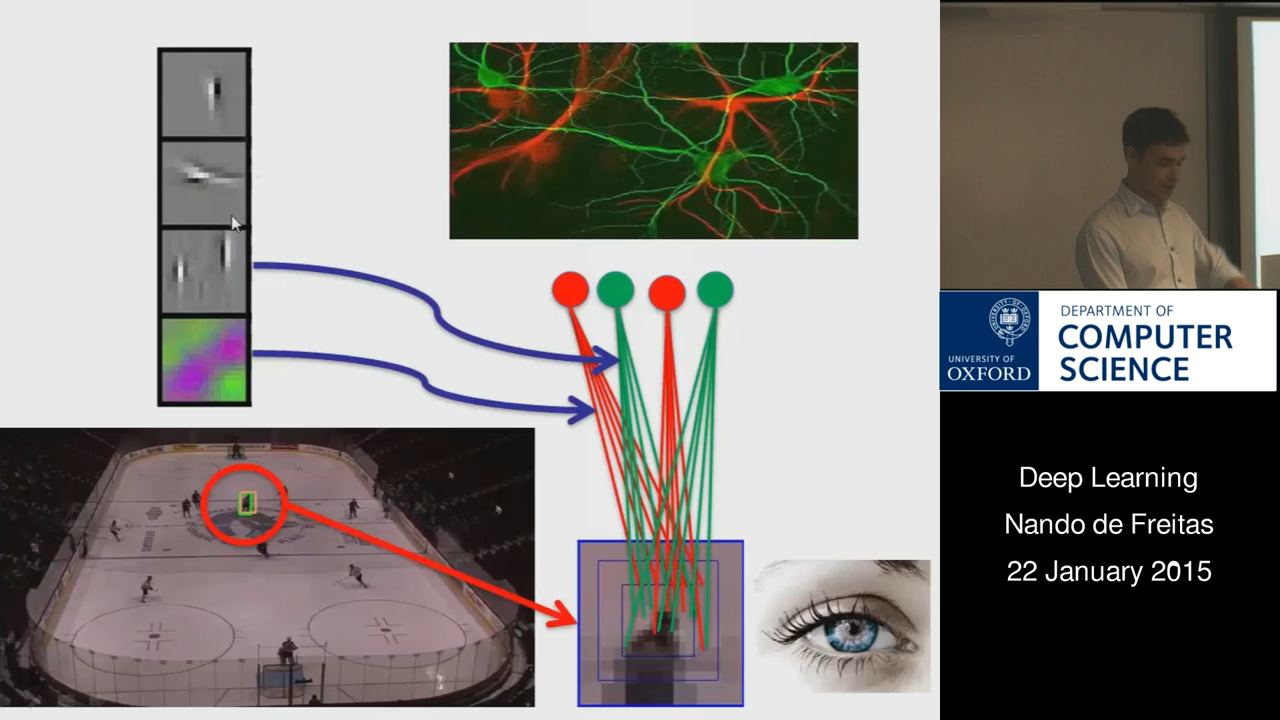 UNIVERSITY OF
OXFORD
DEPARTMENT OF
COMPUTER
SCIENCE
Deep Learning
Nando de Freitas
22 January 2015